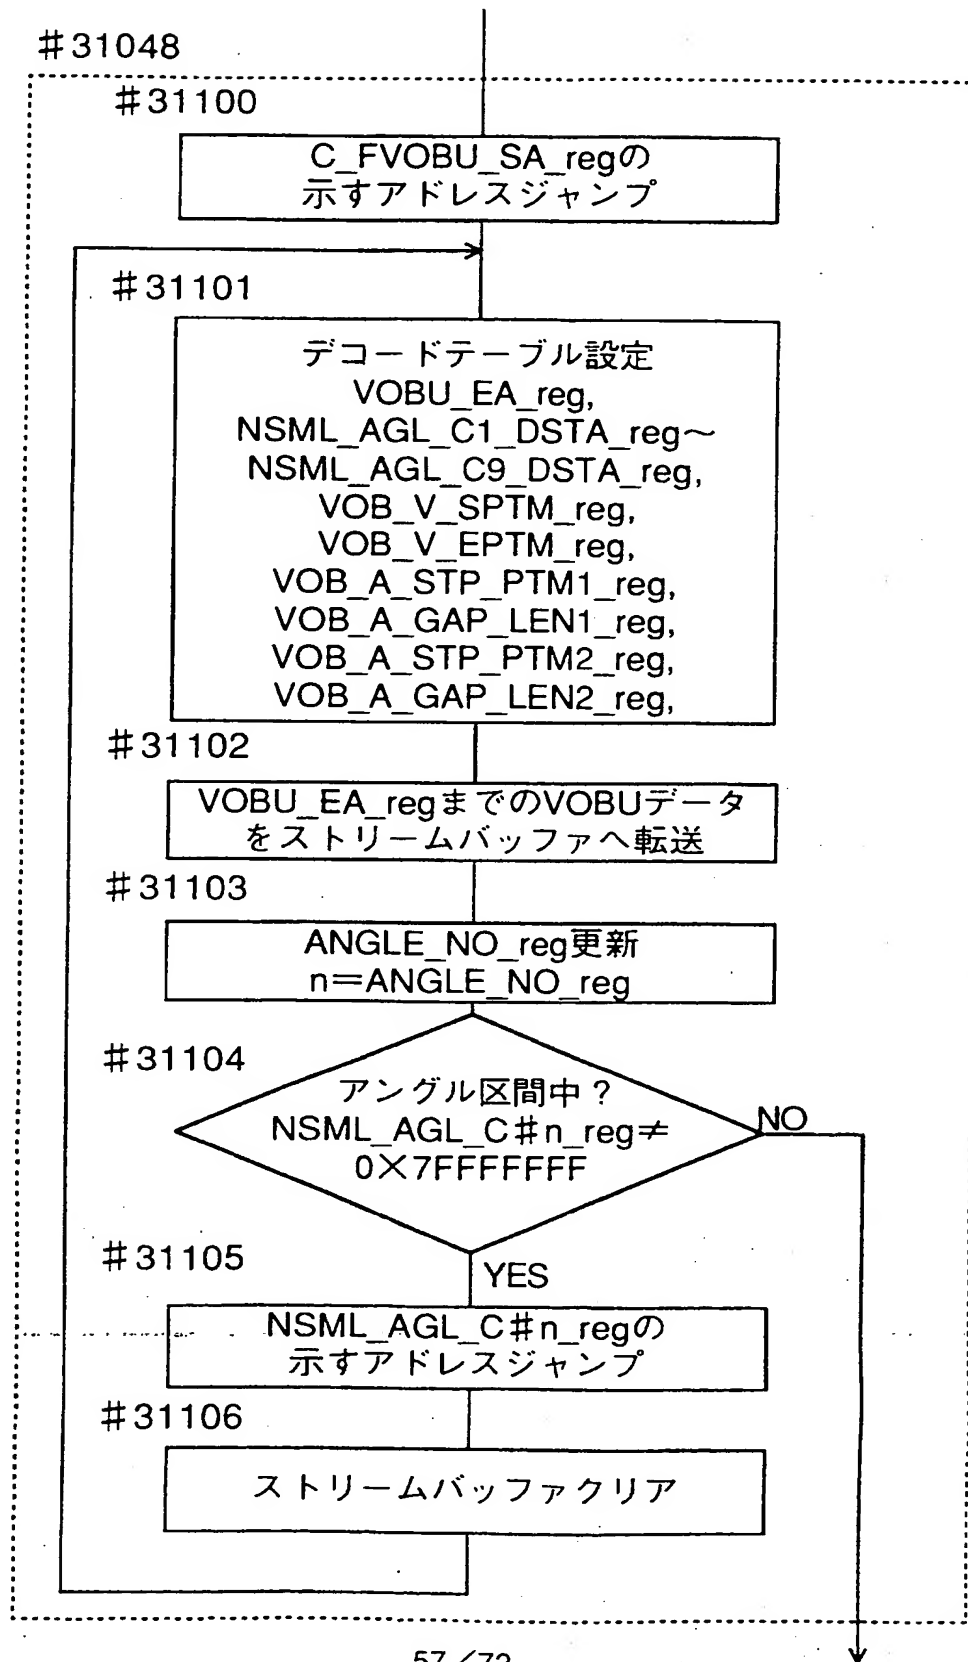 #31048
#31100
C_FVOBU_SA_regの
示すアドレスジャンプ
#31101
デコードテーブル設定
VOBU_EA_reg,
NSML_AGL_C1_DSTA_reg〜
NSML_AGL_C9_DSTA_reg,
VOB_V_SPTM_reg,
VOB_V_EPTM_reg,
VOB_A_STP_PTM1_reg,
VOB_A_GAP_LEN1_reg,
VOB_A_STP_PTM2_reg,
VOB_A_GAP_LEN2_reg,
#31102
VOBU_EA_regまでのVOBUデータ
をストリームバッファへ転送
#31103
ANGLE_NO_reg更新
n=ANGLE_NO_reg
#31104
アングル区間中?
NSML_AGL_C#n_reg≠
0×7FFFFFFF
NO
YES
#31105
NSML_AGL_C#n_regの
示すアドレスジャンプ
#31106
ストリームバッファクリア
57/72